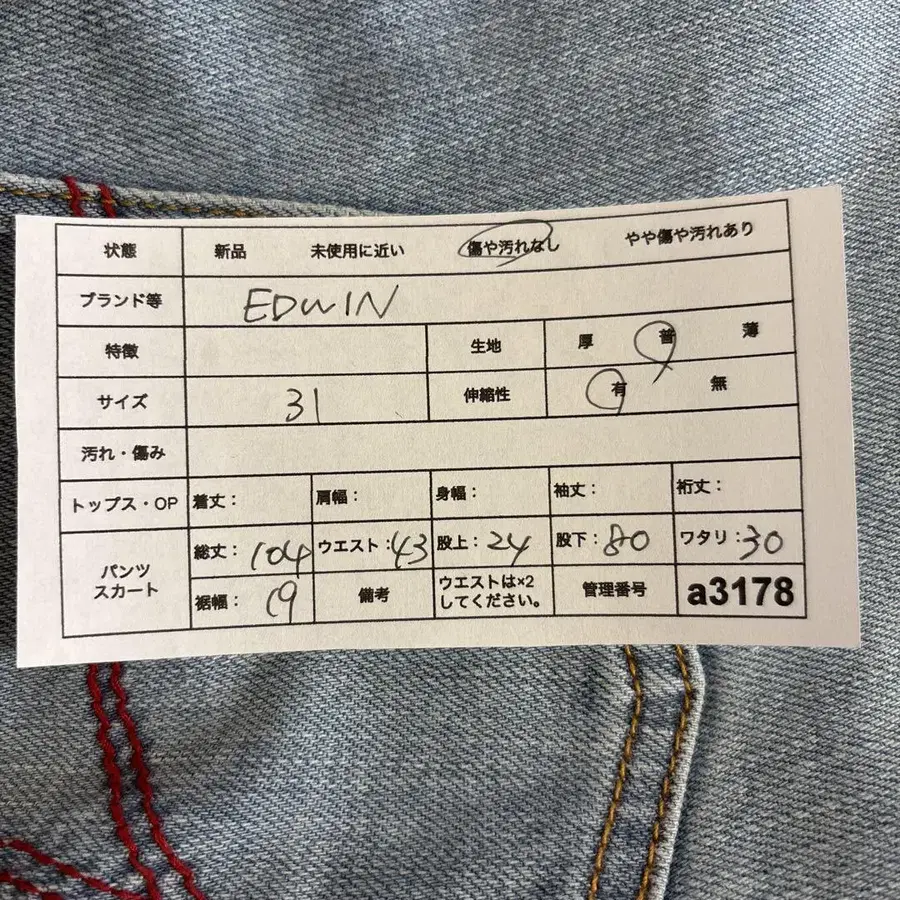 状態 新品 未使用に近い 傷や汚れなし やや傷や汚れあり
ブランド等 EDWIN
特徴 生地 厚 普 薄
サイズ 31 伸縮性 有 無
汚れ・傷み
トップス・OP 着丈: 肩幅: 身幅: 袖丈: 裄丈:
パンツ スカート 総丈:104 ウエスト:43 股上:24 股下:80 ワタリ:30
裾幅:19 備考 ウエストは×2 してください。 管理番号 a3178